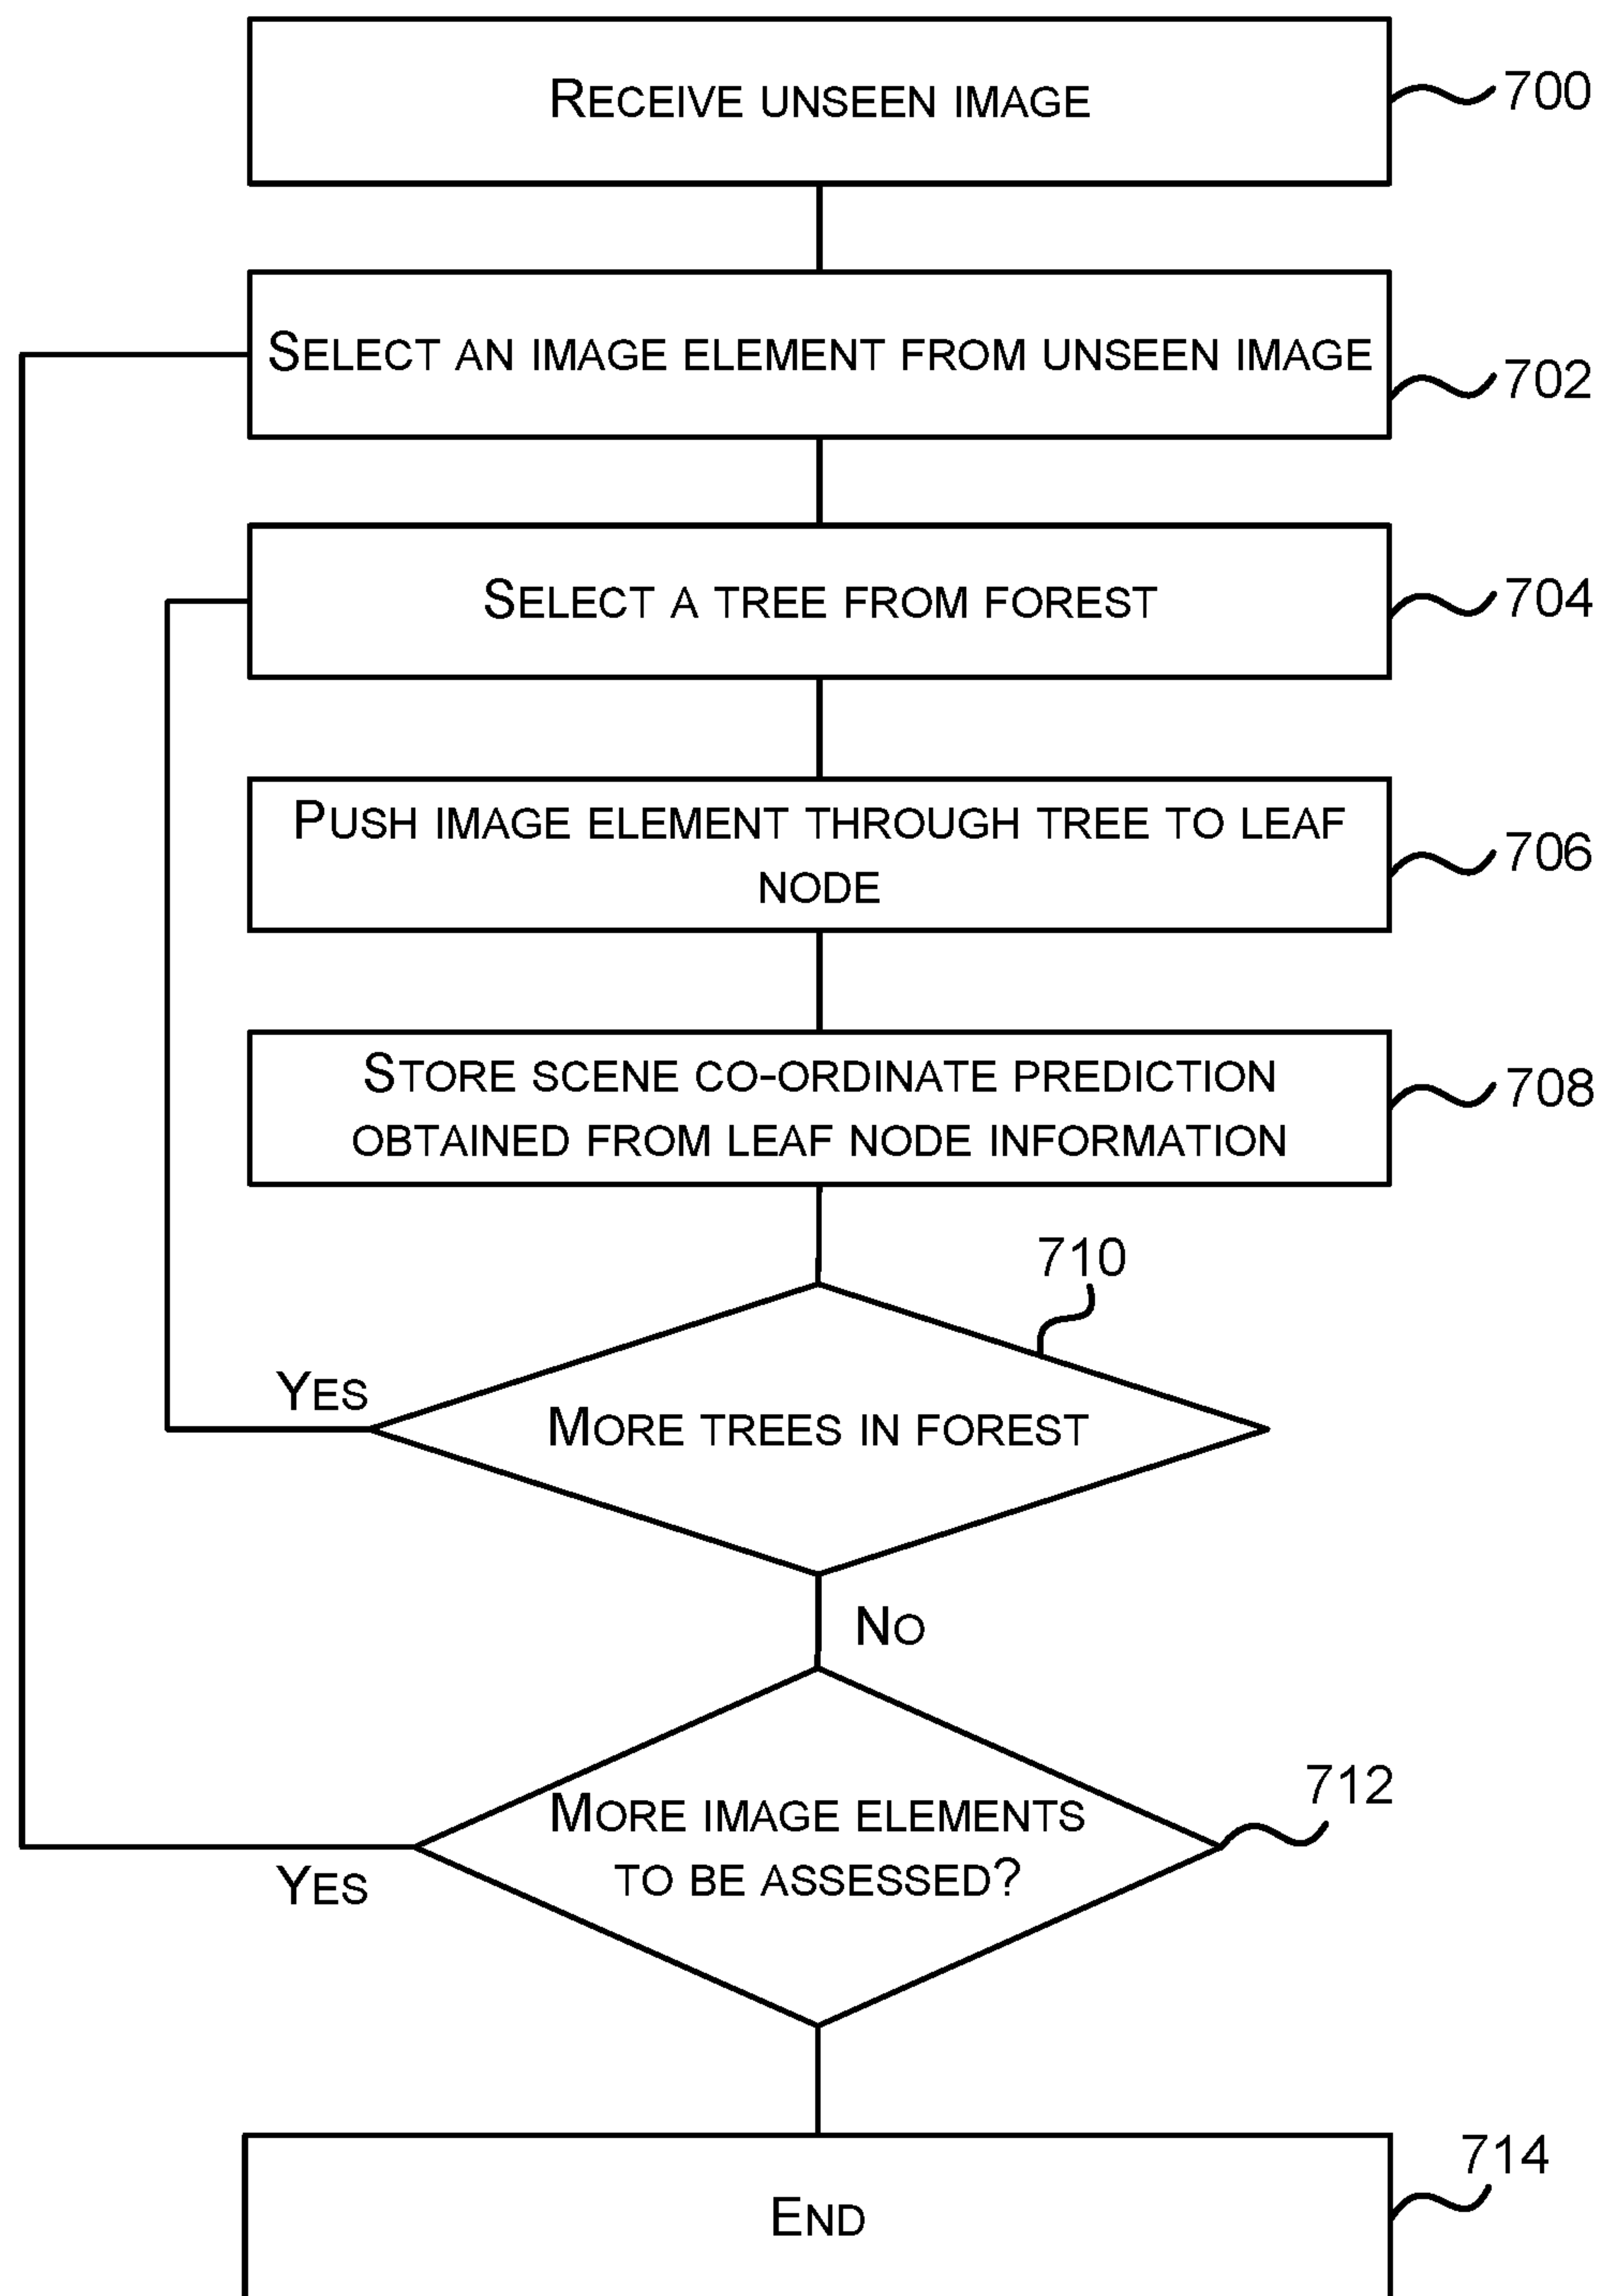 RECEIVE UNSEEN IMAGE
700
SELECT AN IMAGE ELEMENT FROM UNSEEN IMAGE
702
SELECT A TREE FROM FOREST
704
PUSH IMAGE ELEMENT THROUGH TREE TO LEAF
NODE
706
STORE SCENE CO-ORDINATE PREDICTION
OBTAINED FROM LEAF NODE INFORMATION
708
710
YES
MORE TREES IN FOREST
NO
712
MORE IMAGE ELEMENTS
TO BE ASSESSED?
YES
714
END